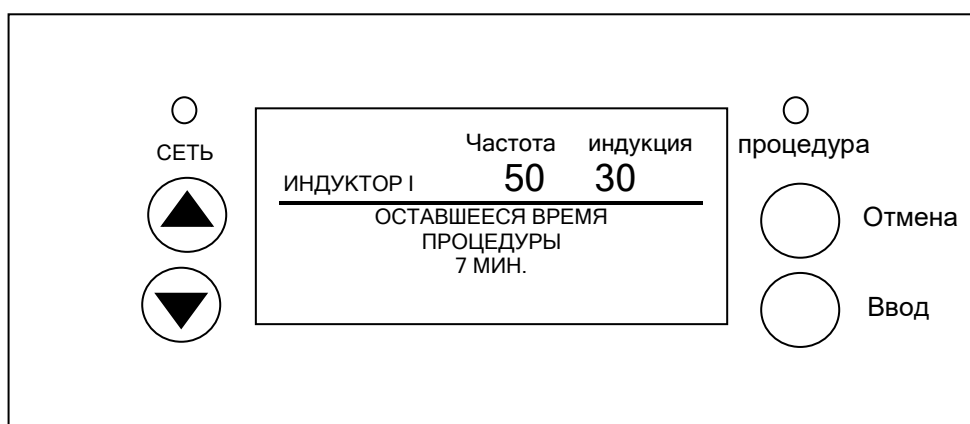 СЕТЬ
Частота индукция
ИНДУКТОР I 50 30
ОСТАВШЕЕСЯ ВРЕМЯ
ПРОЦЕДУРЫ
7 МИН.
процедура
Отмена
Ввод